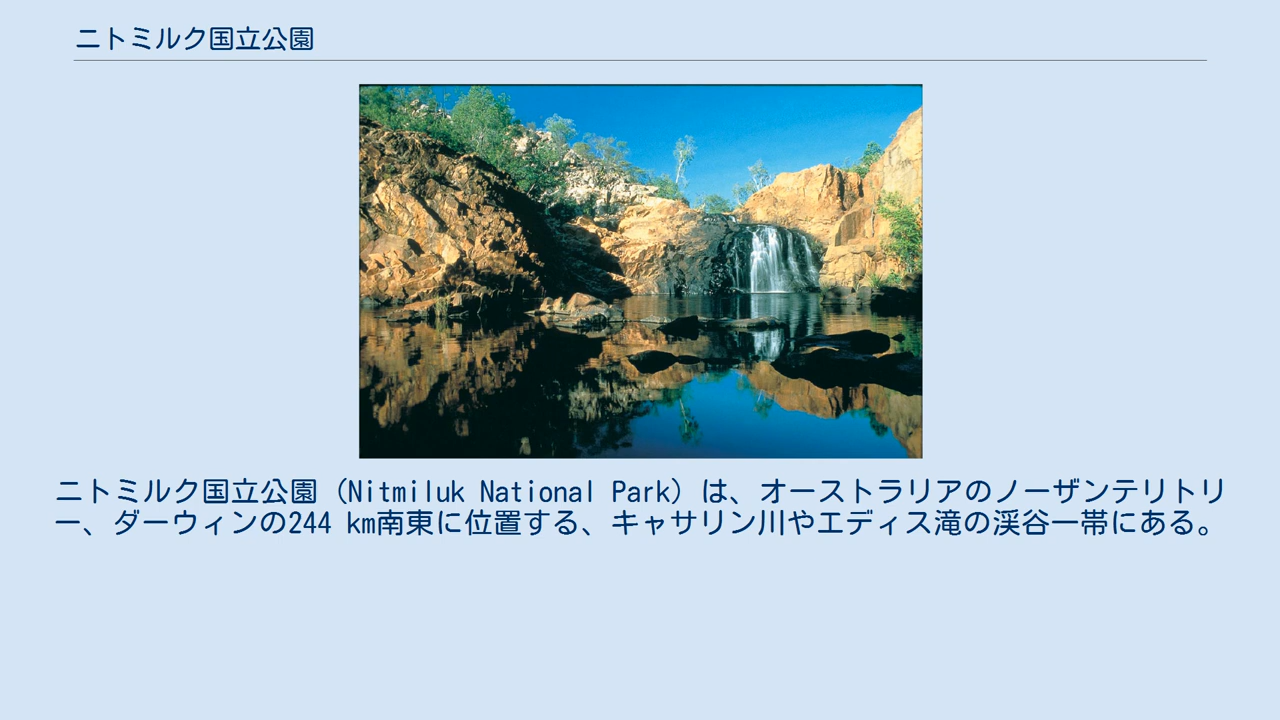 ニトミルク国立公園
ニトミルク国立公園（Nitmiluk National Park）は、オーストラリアのノーザンテリトリ
ー、ダーウィンの244 km南東に位置する、キャサリン川やエディス滝の渓谷一帯にある。